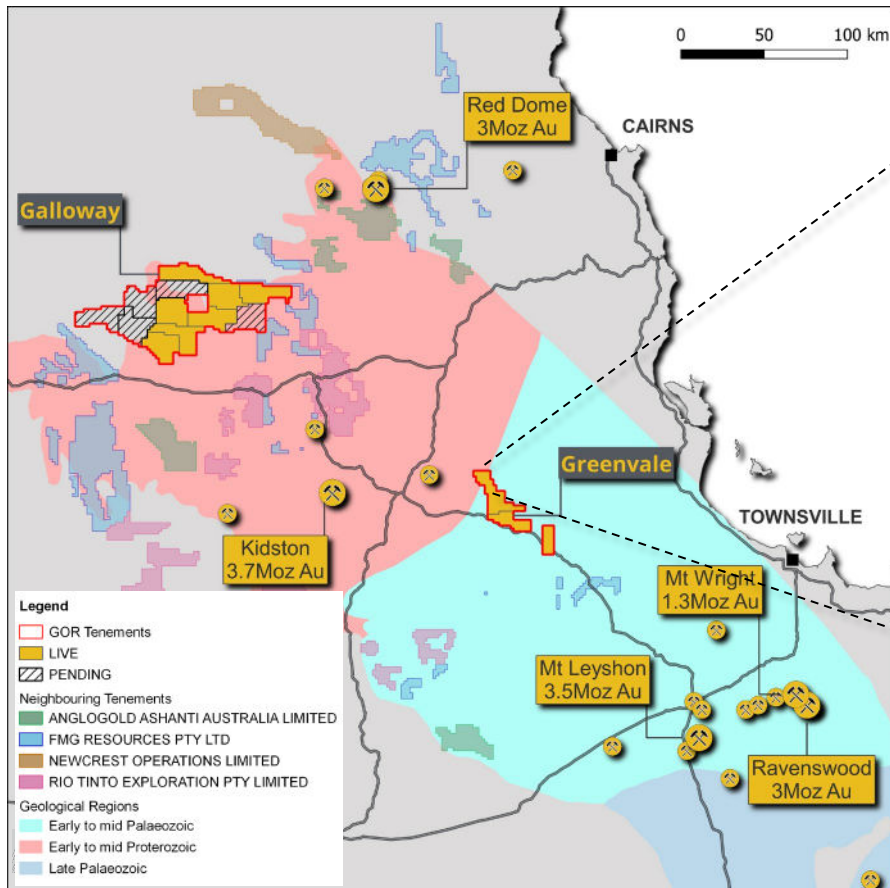 0 50 100 km
Red Dome
3Moz Au
CAIRNS
Galloway
Greenvale
TOWNSVILLE
Kidston
3.7Moz Au
Mt Wright
1.3Moz Au
Mt Leyshon
3.5Moz Au
Ravenswood
3Moz Au
Legend
GOR Tenements
LIVE
PENDING
Neighbouring Tenements
ANGLOGOLD ASHANTI AUSTRALIA LIMITED
FMG RESOURCES PTY LTD
NEWCREST OPERATIONS LIMITED
RIO TINTO EXPLORATION PTY LIMITED
Geological Regions
Early to mid Palaeozoic
Early to mid Proterozoic
Late Palaeozoic